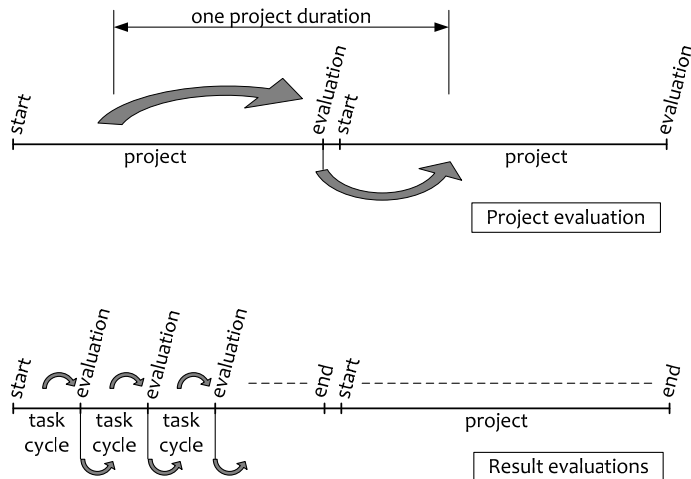 one project duration
start
evaluation
start
evaluation
project
project
Project evaluation
start
evaluation
evaluation
evaluation
end
start
end
task
cycle
task
cycle
task
cycle
project
Result evaluations